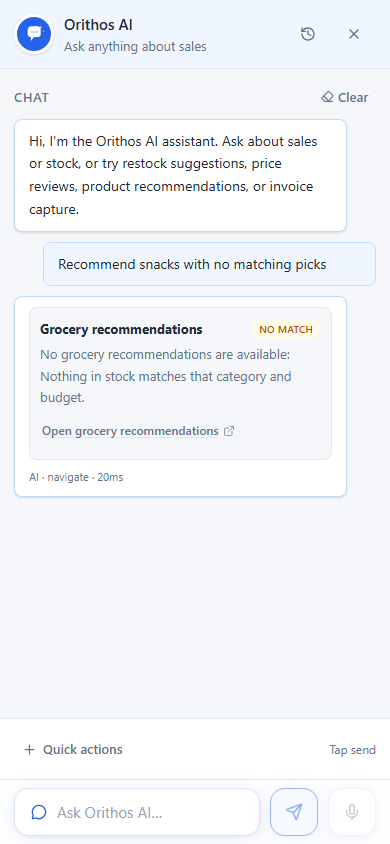 Orithos AI
Ask anything about sales
CHAT
Clear
Hi, I'm the Orithos AI assistant. Ask about sales
or stock, or try restock suggestions, price
reviews, product recommendations, or invoice
capture.
Recommend snacks with no matching picks
Grocery recommendations
NO MATCH
No grocery recommendations are available:
Nothing in stock matches that category and
budget.
Open grocery recommendations
AI · navigate · 20ms
Quick actions
Tap send
Ask Orithos AI...